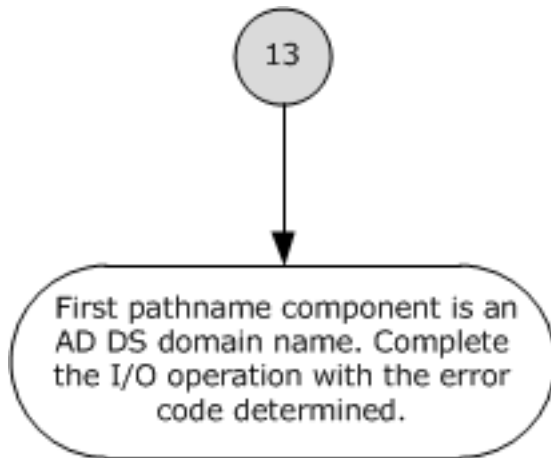 13
First pathname component is an
AD DS domain name. Complete
the I/O operation with the error
code determined.